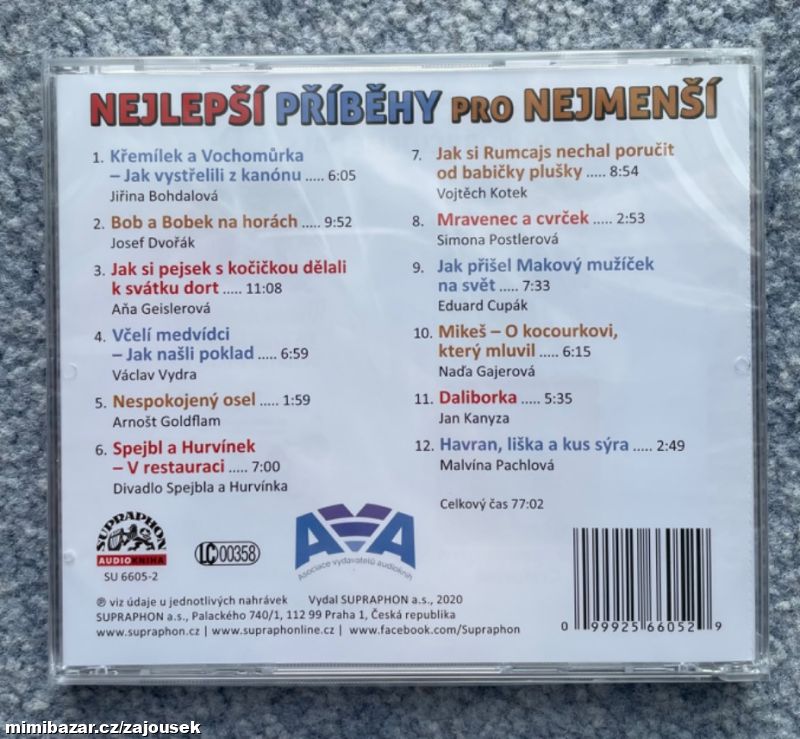 NEJLEPŠÍ PŘÍBĚHY PRO NEJMENŠÍ
1. Křemílek a Vochomůrka
– Jak vystřelili z kanónu ..... 6:05
Jiřina Bohdalová
2. Bob a Bobek na horách ..... 9:52
Josef Dvořák
3. Jak si pejsek s kočičkou dělali
k svátku dort ..... 11:08
Aňa Geislerová
4. Včelí medvídci
– Jak našli poklad ..... 6:59
Václav Vydra
5. Nespokojený osel ..... 1:59
Arnošt Goldflam
6. Spejbl a Hurvínek
– V restauraci ..... 7:00
Divadlo Spejbla a Hurvínka
7. Jak si Rumcajs nechal poručit
od babičky plušky ..... 8:54
Vojtěch Kotek
8. Mravenec a cvrček ..... 2:53
Simona Postlerová
9. Jak přišel Makový mužíček
na svět ..... 7:33
Eduard Cupák
10. Mikeš – O kocourkovi,
který mluvil ..... 6:15
Naďa Gajerová
11. Daliborka ..... 5:35
Jan Kanyza
12. Havran, liška a kus sýra ..... 2:49
Malvína Pachlová
Celkový čas 77:02
SUPRAPHON
AUDIOKNIHA
SU 6605-2
LC 00358
AVA
Asociace vydavatelů audioknih
℗ viz údaje u jednotlivých nahrávek Vydal SUPRAPHON a.s., 2020
SUPRAPHON a.s., Palackého 740/1, 112 99 Praha 1, Česká republika
www.supraphon.cz | www.supraphonline.cz | www.facebook.com/Supraphon
0 99925 66052 9
mimibazar.cz/zajousek